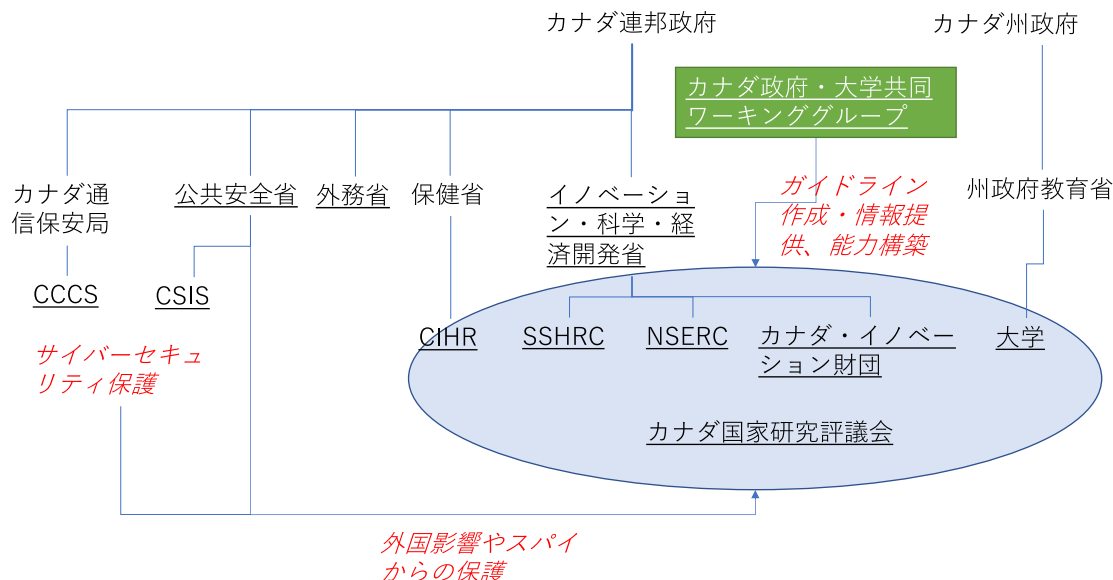 カナダ連邦政府
カナダ州政府
カナダ政府・大学共同
ワーキンググループ
カナダ通
信保安局
公共安全省
外務省
保健省
イノベーショ
ン・科学・経
済開発省
ガイドライン
作成・情報提
供、能力構築
州政府教育省
CCCS
CSIS
CIHR
SSHRC
NSERC
カナダ・イノベー
ション財団
大学
サイバーセキュ
リティ保護
カナダ国家研究評議会
外国影響やスパイ
からの保護